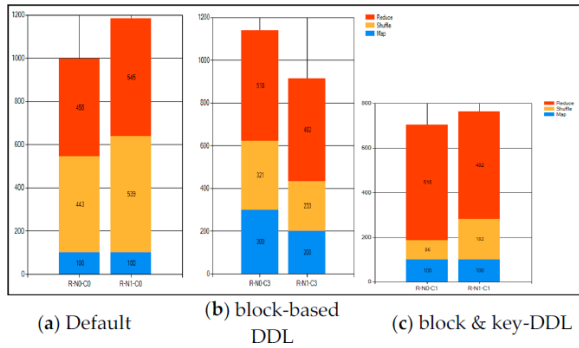 1200
1000
800
600
400
200
0
545
539
443
100
100
R-N0-C0
R-N1-C0
(a) Default
1200
1000
800
600
400
200
0
Reduce
Shuffle
Map
518
321
300
482
233
200
R-N0-C3
R-N1-C3
(b) block-based
DDL
800
600
400
200
0
Reduce
Shuffle
Map
182
100
100
R-N0-C1
R-N1-C1
(c) block & key-DDL